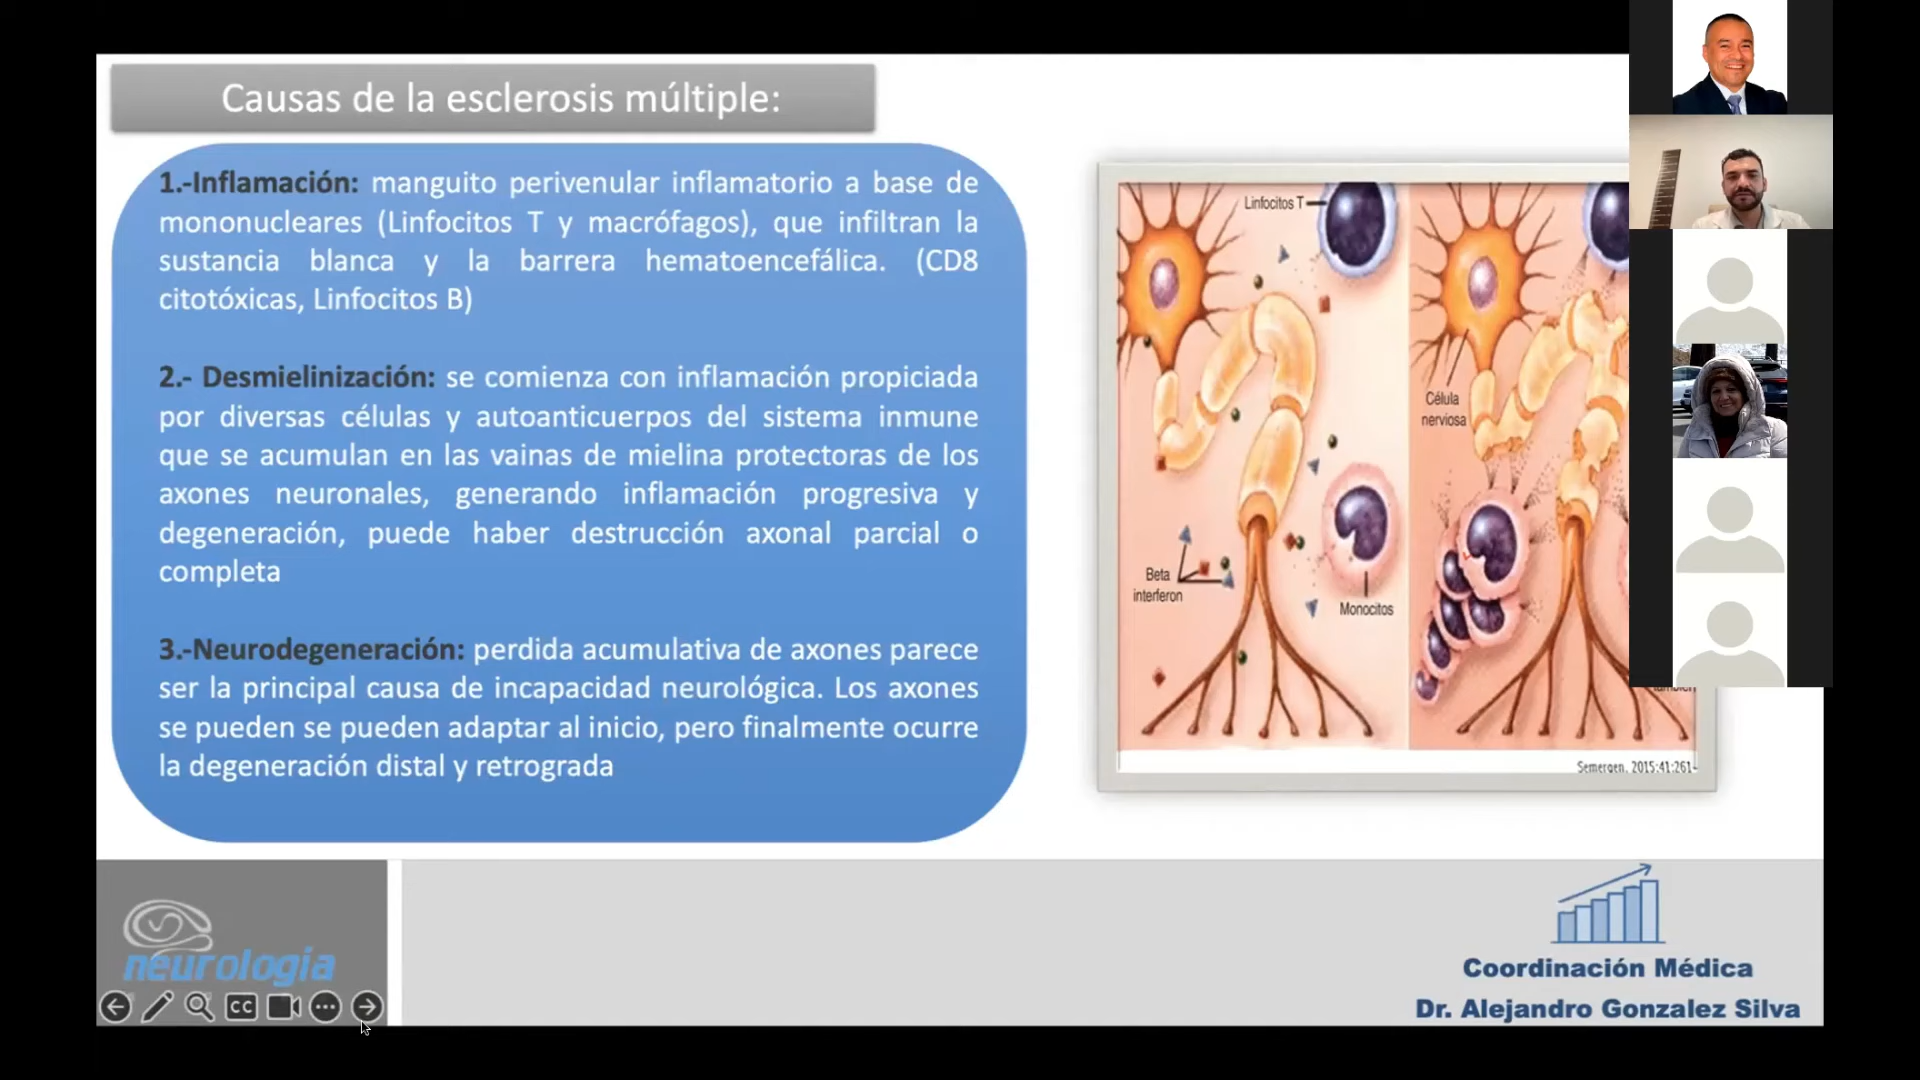 Causas de la esclerosis múltiple:
1.-Inflamación: manguito perivenular inflamatorio a base de
mononucleares (Linfocitos T y macrófagos), que infiltran la
sustancia blanca y la barrera hematoencefálica. (CD8
citotóxicas, Linfocitos B)
2.- Desmielinización: se comienza con inflamación propiciada
por diversas células y autoanticuerpos del sistema inmune
que se acumulan en las vainas de mielina protectoras de los
axones neuronales, generando inflamación progresiva y
degeneración, puede haber destrucción axonal parcial o
completa
3.-Neurodegeneración: perdida acumulativa de axones parece
ser la principal causa de incapacidad neurológica. Los axones
se pueden se pueden adaptar al inicio, pero finalmente ocurre
la degeneración distal y retrograda
Linfocitos T
Célula
nerviosa
Beta
interferon
Monocitos
Semergen. 2015;41:261-
neurologia
CC
Coordinación Médica
Dr. Alejandro Gonzalez Silva